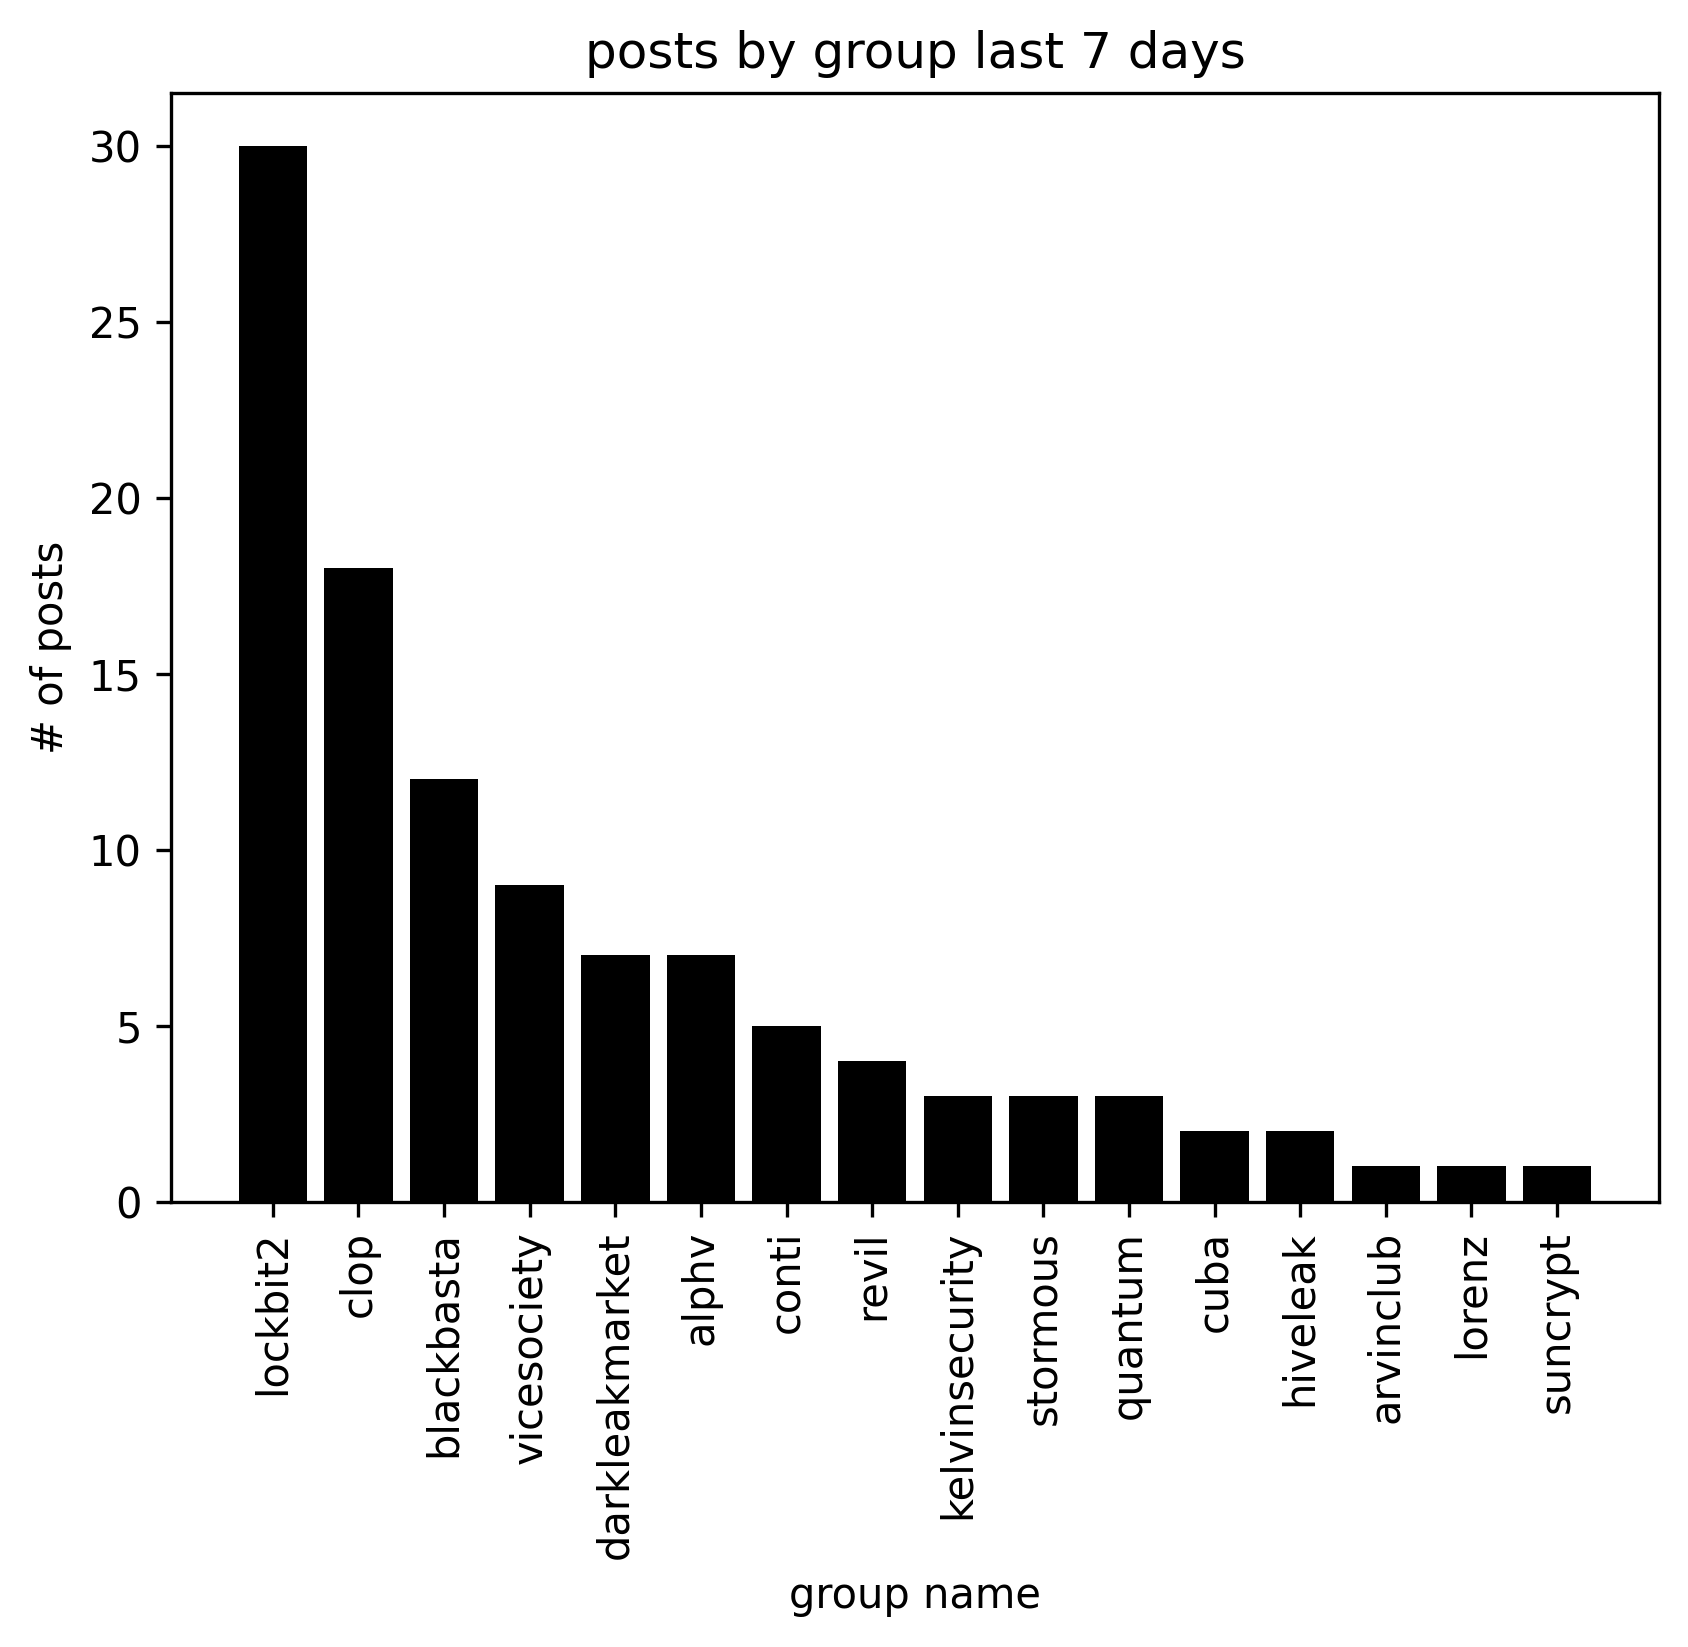 posts by group last 7 days
# of posts
30
25
20
15
10
5
0
lockbit2
clop
blackbasta
vicesociety
darkleakmarket
alphv
conti
revil
kelvinsecurity
stormous
quantum
cuba
hiveleak
arvinclub
lorenz
suncrypt
group name